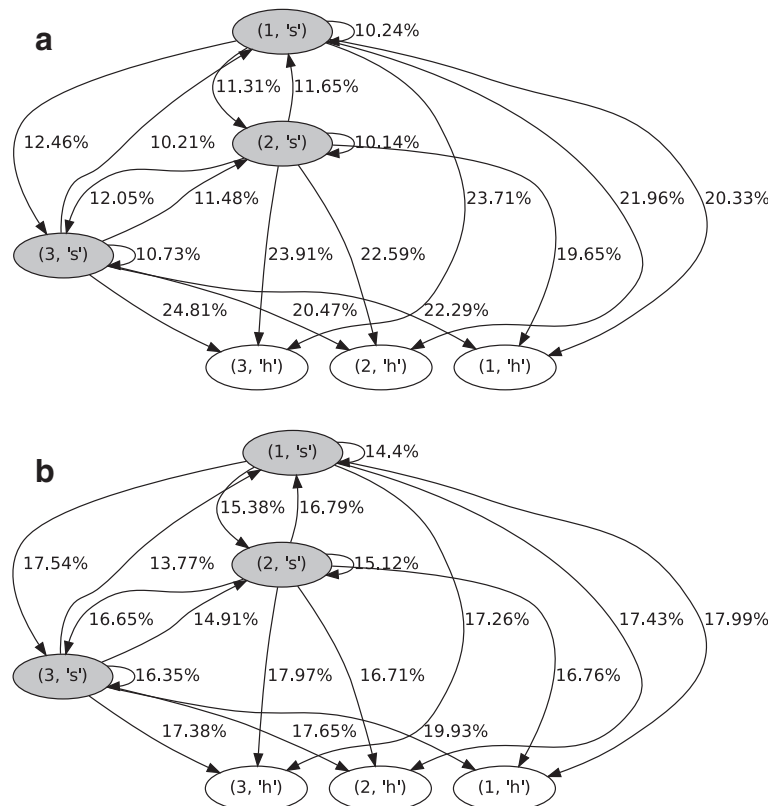 a
(1, 's')
10.24%
11.31%
11.65%
12.46%
10.21%
(2, 's')
10.14%
12.05%
11.48%
23.71%
21.96%
20.33%
(3, 's')
10.73%
23.91%
22.59%
19.65%
24.81%
20.47%
22.29%
(3, 'h')
(2, 'h')
(1, 'h')
b
(1, 's')
14.4%
15.38%
16.79%
17.54%
13.77%
(2, 's')
15.12%
16.65%
14.91%
17.26%
17.43%
17.99%
(3, 's')
16.35%
17.97%
16.71%
16.76%
17.38%
17.65%
19.93%
(3, 'h')
(2, 'h')
(1, 'h')